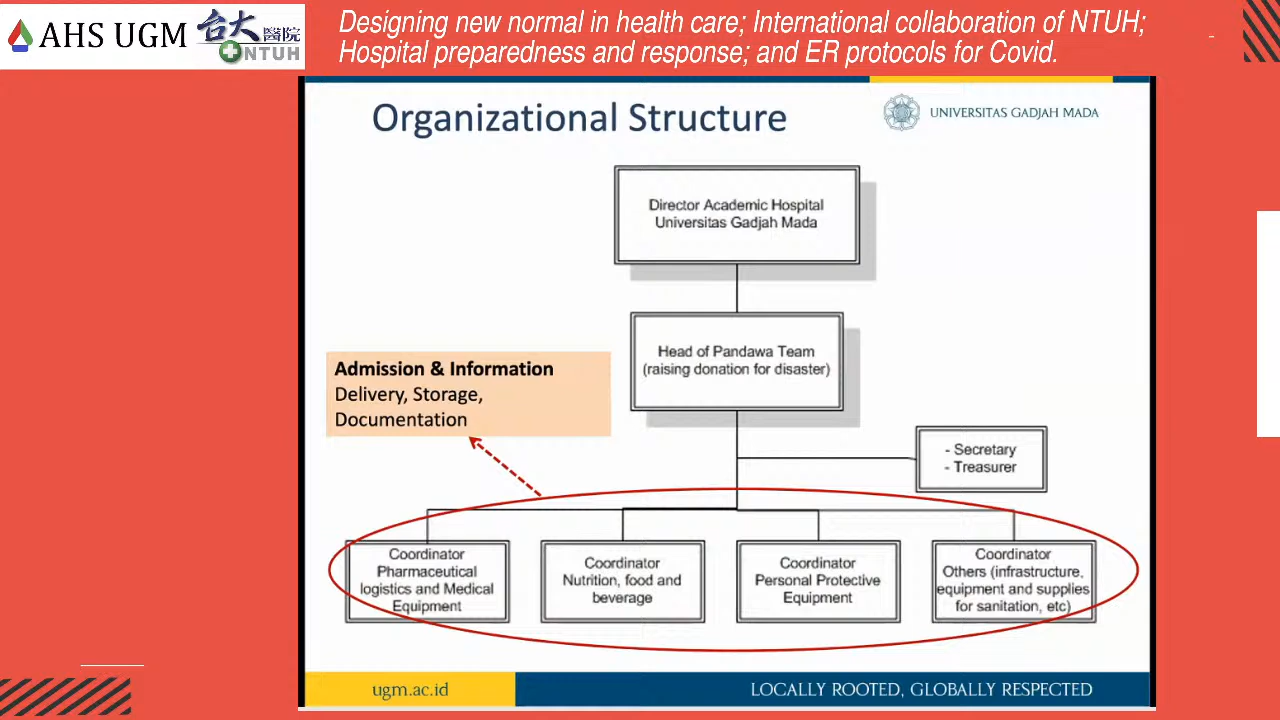 AHS UGM
台大醫院
NTUH
Designing new normal in health care; International collaboration of NTUH;
Hospital preparedness and response; and ER protocols for Covid.
Organizational Structure
UNIVERSITAS GADJAH MADA
Director Academic Hospital
Universitas Gadjah Mada
Head of Pandawa Team
(raising donation for disaster)
Admission & Information
Delivery, Storage,
Documentation
- Secretary
- Treasurer
Coordinator
Pharmaceutical
logistics and Medical
Equipment
Coordinator
Nutrition, food and
beverage
Coordinator
Personal Protective
Equipment
Coordinator
Others (infrastructure,
equipment and supplies
for sanitation, etc)
ugm.ac.id
LOCALLY ROOTED, GLOBALLY RESPECTED